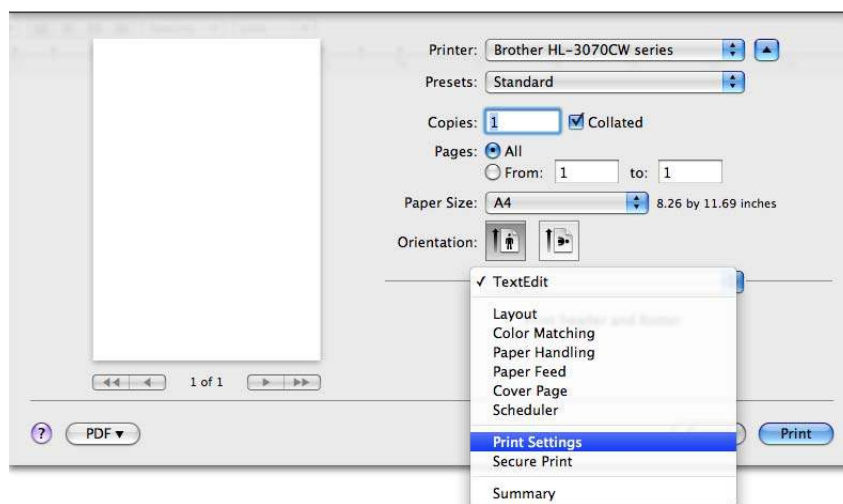 Printer: Brother HL-3070CW series
Presets: Standard
Copies: 1 Collated
Pages: All
From: 1 to: 1
Paper Size: A4 8.26 by 11.69 inches
Orientation:
✓ TextEdit
Layout
Color Matching
Paper Handling
Paper Feed
Cover Page
Scheduler
1 of 1
? PDF ▾ Print
Print Settings
Secure Print
Summary